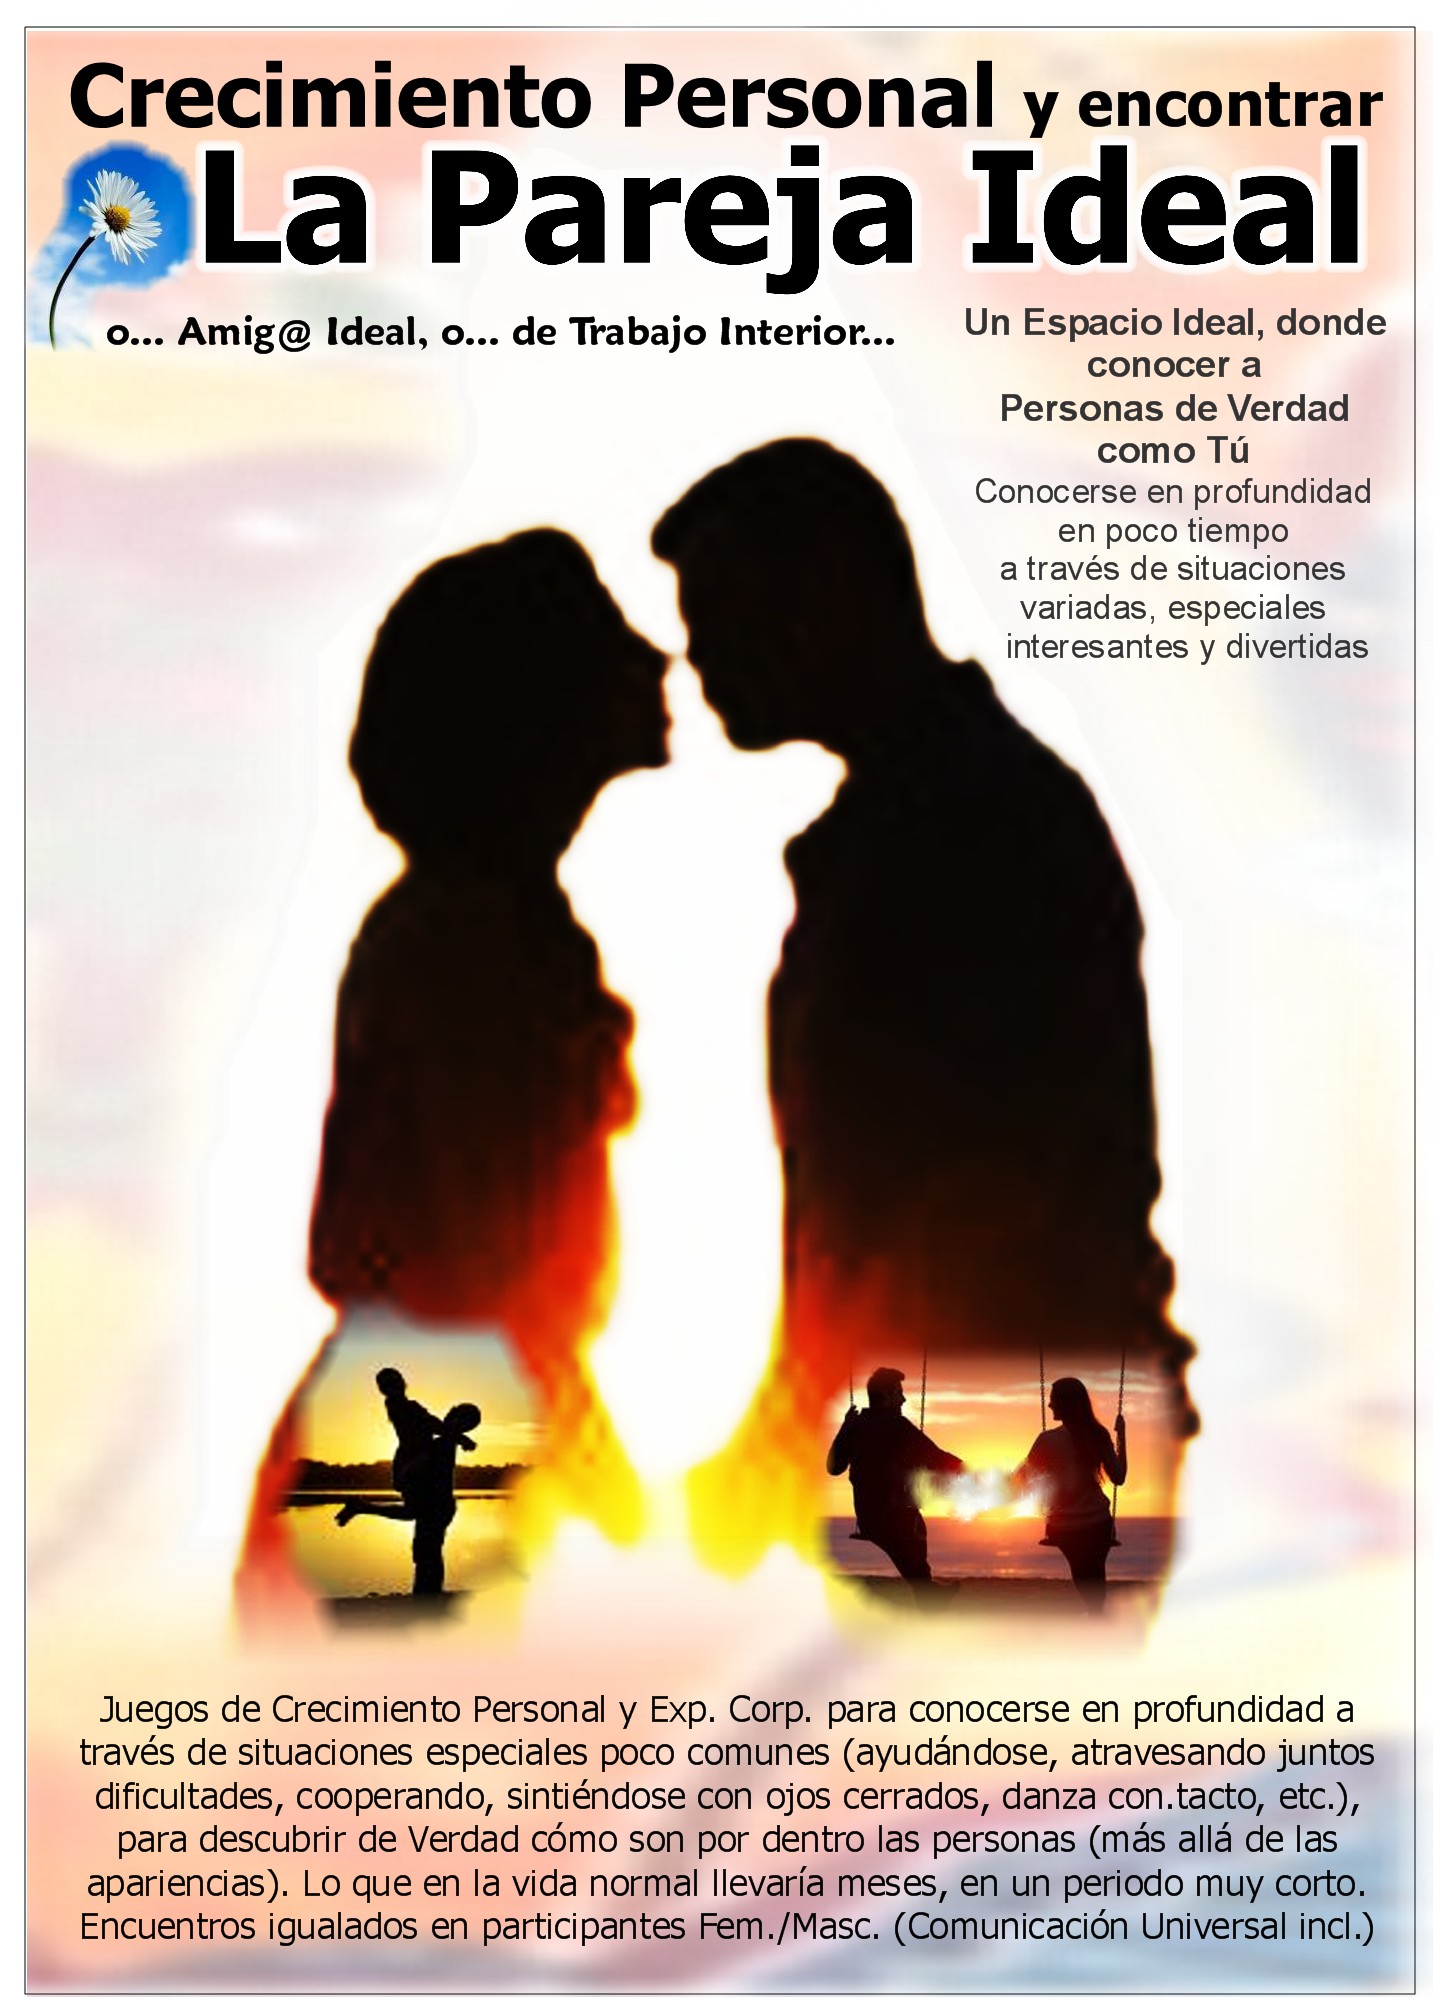 Crecimiento Personal y encontrar
La Pareja Ideal
o... Amig@ Ideal, o... de Trabajo Interior...
Un Espacio Ideal, donde
conocer a
Personas de Verdad
como Tú
Conocerse en profundidad
en poco tiempo
a través de situaciones
variadas, especiales
interesantes y divertidas
Juegos de Crecimiento Personal y Exp. Corp. para conocerse en profundidad a
través de situaciones especiales poco comunes (ayudándose, atravesando juntos
dificultades, cooperando, sintiéndose con ojos cerrados, danza con.tacto, etc.),
para descubrir de Verdad cómo son por dentro las personas (más allá de las
apariencias). Lo que en la vida normal llevaría meses, en un periodo muy corto.
Encuentros igualados en participantes Fem./Masc. (Comunicación Universal incl.)